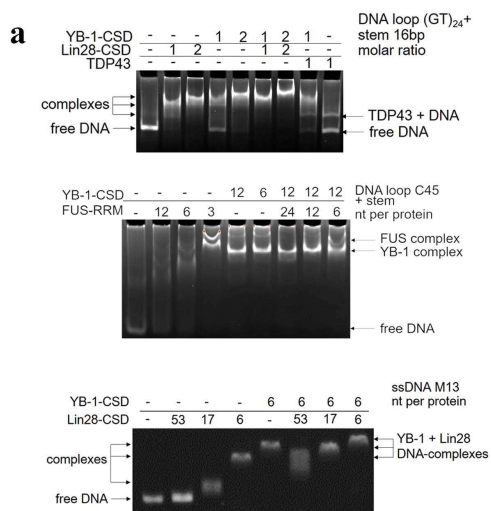 a
YB-1-CSD - - - 1 2 1 2 1 -
Lin28-CSD - 1 2 - - 1 2 - -
TDP43 - - - - - - - 1 1
DNA loop (GT)24+
stem 16bp
molar ratio
complexes
free DNA
TDP43 + DNA
free DNA
YB-1-CSD - - - - 12 6 12 12 12
FUS-RRM - 12 6 3 - - 24 12 6
DNA loop C45
+ stem
nt per protein
FUS complex
YB-1 complex
free DNA
YB-1-CSD - - - - 6 6 6 6
Lin28-CSD - 53 17 6 - 53 17 6
ssDNA M13
nt per protein
complexes
free DNA
YB-1 + Lin28
DNA-complexes